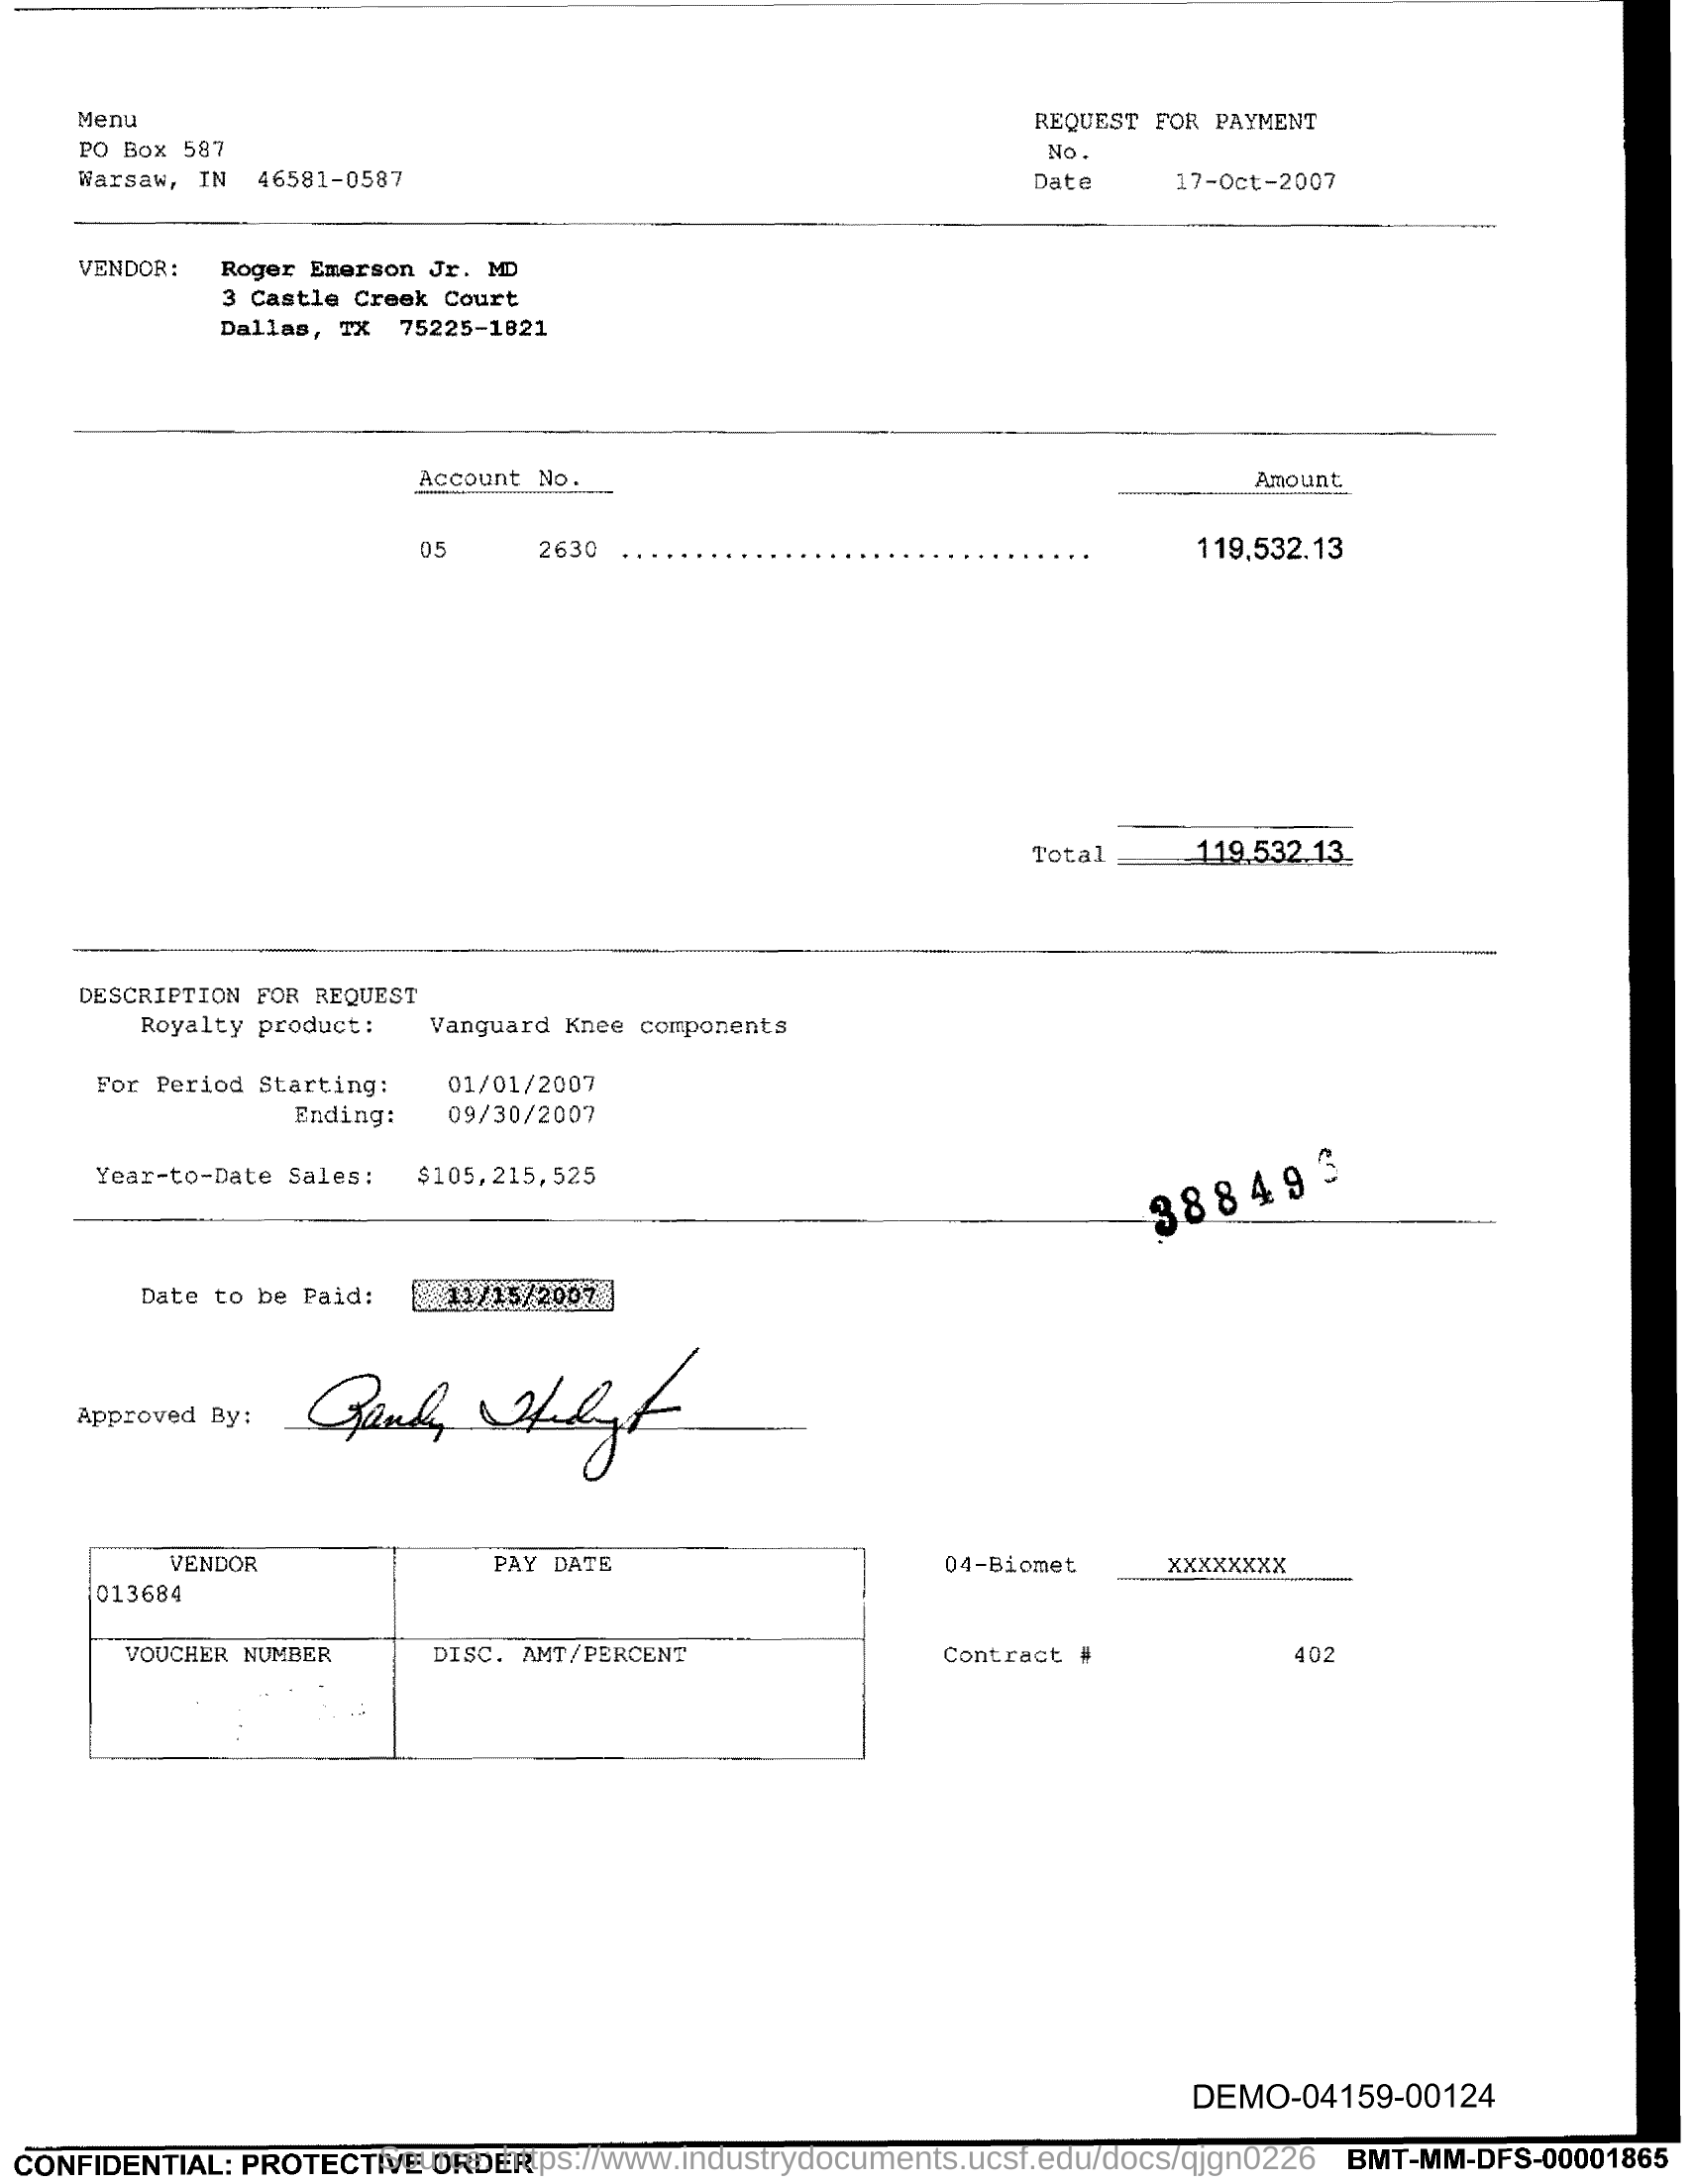 Menu
PO Box 587
Warsaw, IN 46581-0587
REQUEST FOR PAYMENT
No.
Date 17-Oct-2007
VENDOR: Roger Emerson Jr. MD
3 Castle Creek Court
Dallas, TX 75225-1821
Account No. Amount
05 2630 ................................ 119,532.13
Total 119,532.13
DESCRIPTION FOR REQUEST
Royalty product: Vanguard Knee components
For Period Starting: 01/01/2007
Ending: 09/30/2007
Year-to-Date Sales: $105,215,525
Date to be Paid: 11/15/2007
Approved By: Randy
VENDOR PAY DATE
013684
VOUCHER NUMBER DISC. AMT/PERCENT
04-Biomet XXXXXXXX
Contract # 402
DEMO-04159-00124
CONFIDENTIAL: PROTECTIVE ORDER
Source: https://www.industrydocuments.ucsf.edu/docs/qjgn0226
BMT-MM-DFS-00001865